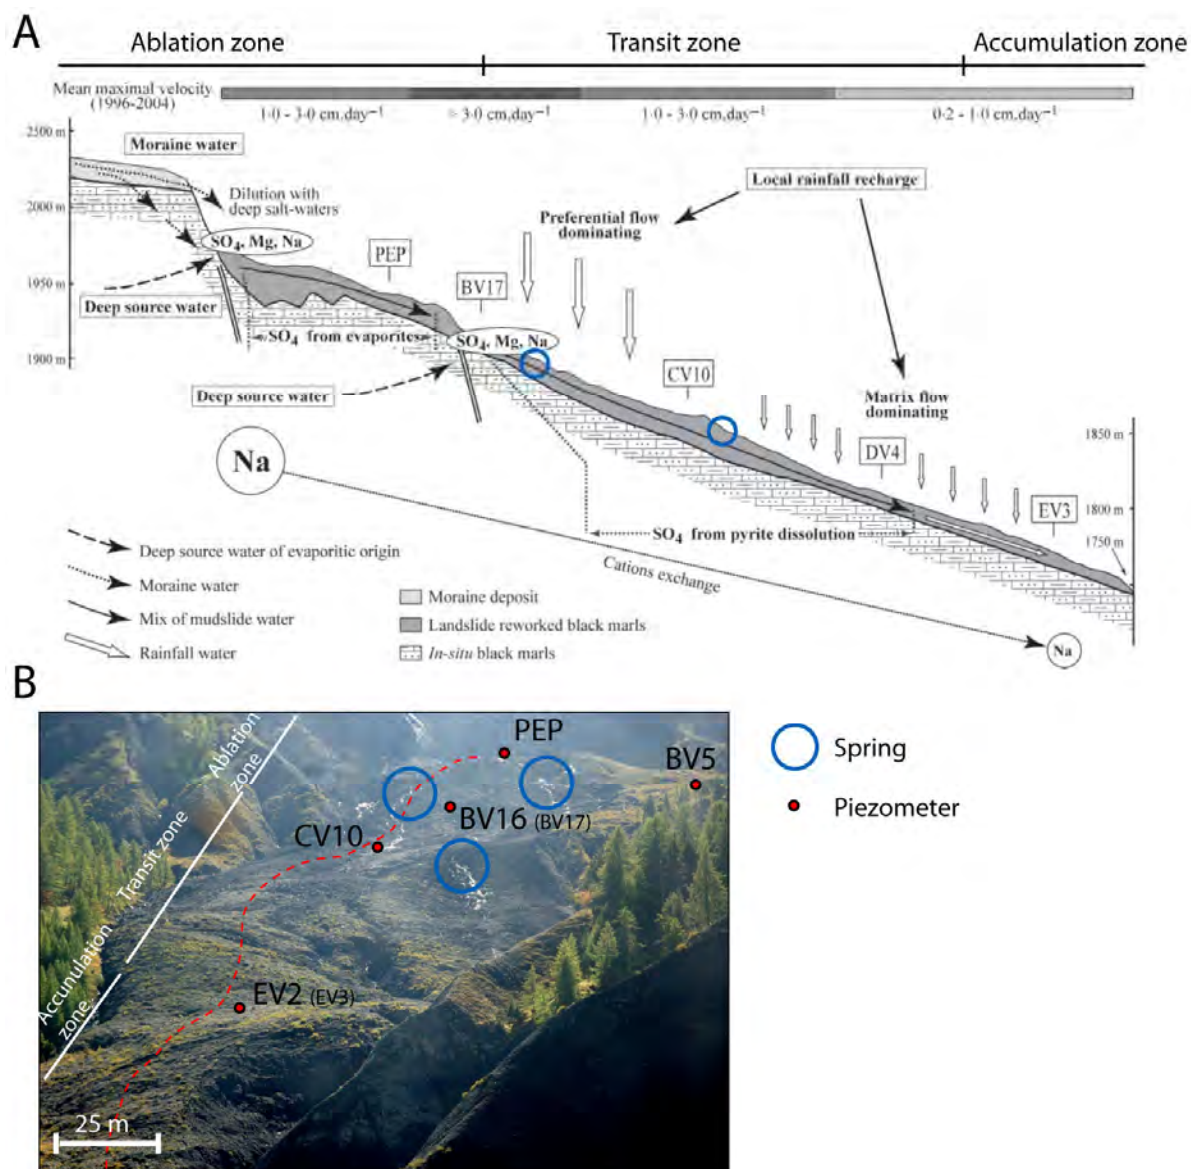 A
Ablation zone
Transit zone
Accumulation zone
Mean maximal velocity
(1996-2004)
1·0 - 3·0 cm.day⁻¹
> 3·0 cm.day⁻¹
1·0 - 3·0 cm.day⁻¹
0·2 - 1·0 cm.day⁻¹
2500 m
Moraine water
Dilution with
deep salt-waters
2000 m
Local rainfall recharge
Preferential flow
dominating
SO₄, Mg, Na
PEP
1950 m
BV17
Deep source water
SO₄ from evaporites
SO₄, Mg, Na
1900 m
CV10
Deep source water
Matrix flow
dominating
1850 m
DV4
Na
1800 m
EV3
SO₄ from pyrite dissolution
1750 m
Cations exchange
Deep source water of evaporitic origin
Moraine water
Mix of mudslide water
Rainfall water
Moraine deposit
Landslide reworked black marls
In-situ black marls
Na
B
Ablation
zone
Transit zone
Accumulation
zone
PEP
BV5
BV16 (BV17)
CV10
EV2 (EV3)
25 m
Spring
Piezometer